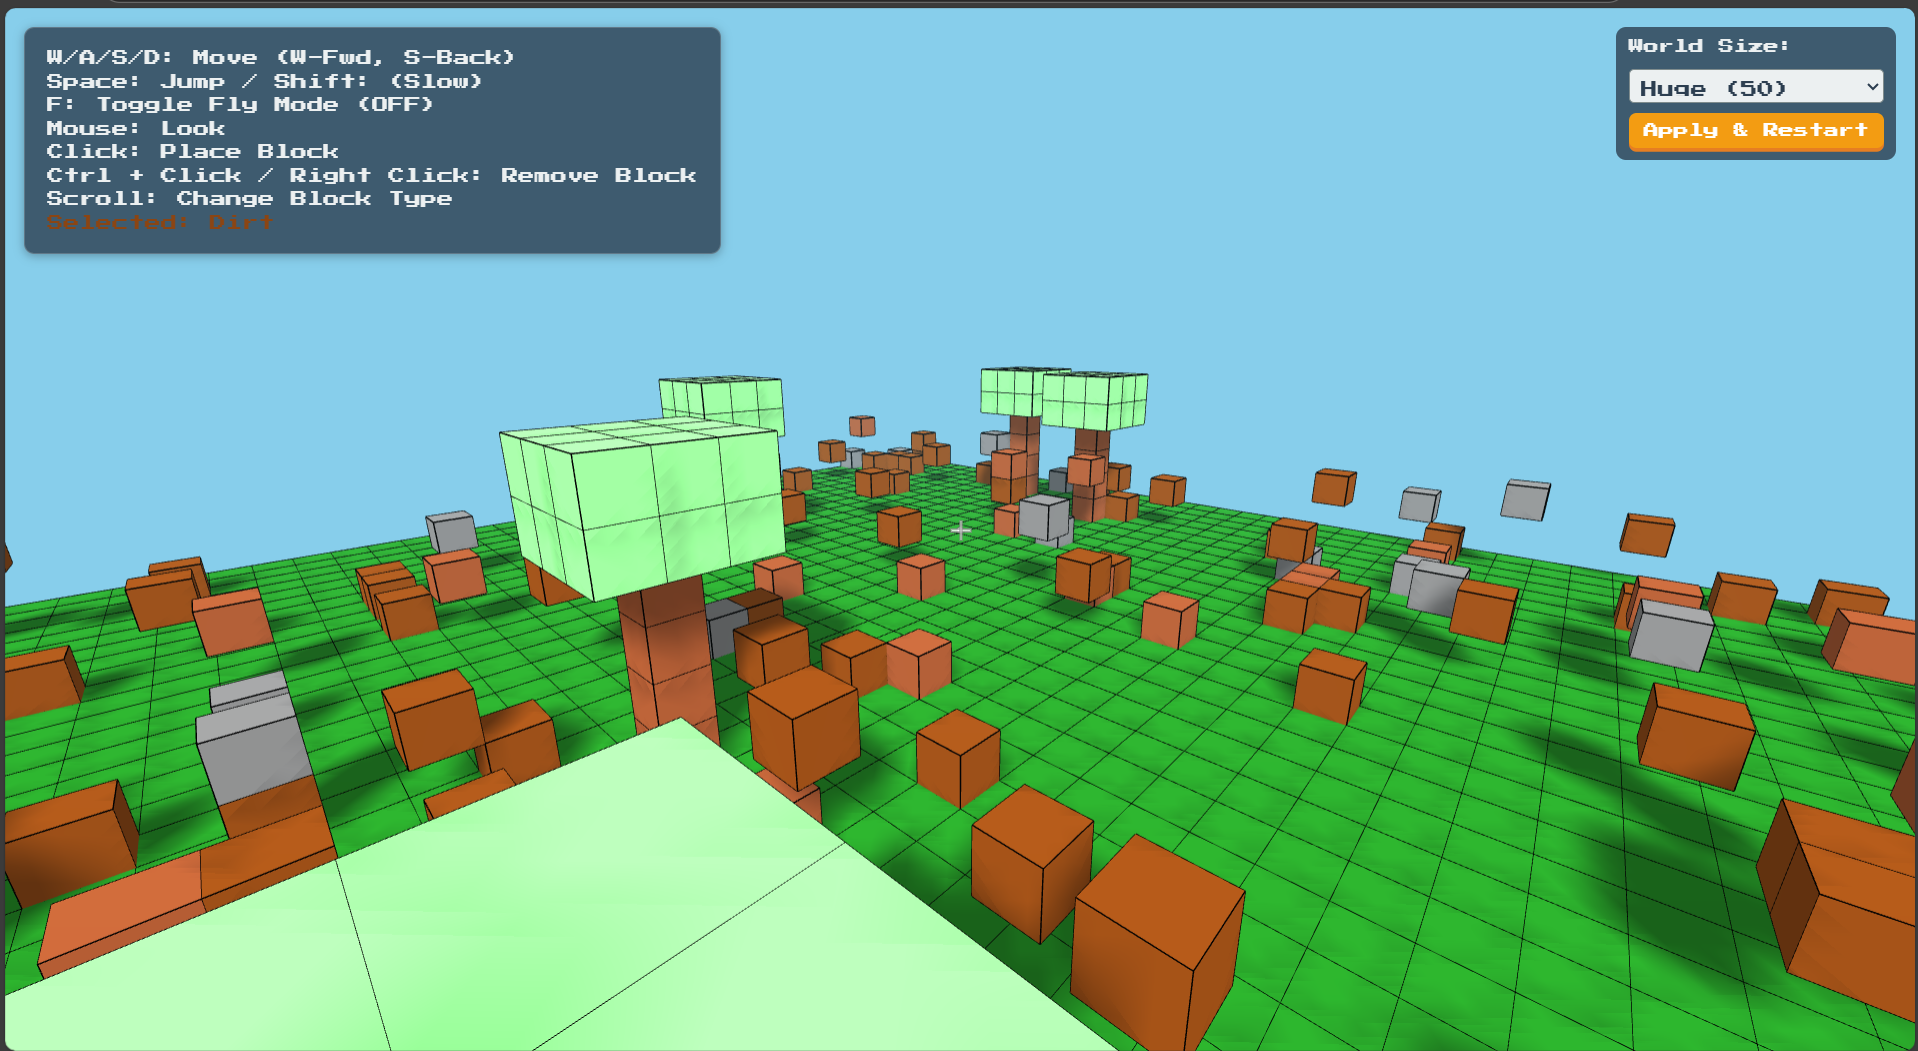 W/A/S/D: Move (W-Fwd, S-Back)
Space: Jump / Shift: (Slow)
F: Toggle Fly Mode (OFF)
Mouse: Look
Click: Place Block
Ctrl + Click / Right Click: Remove Block
Scroll: Change Block Type
Selected: Dirt
World Size:
Huge (50)
Apply & Restart